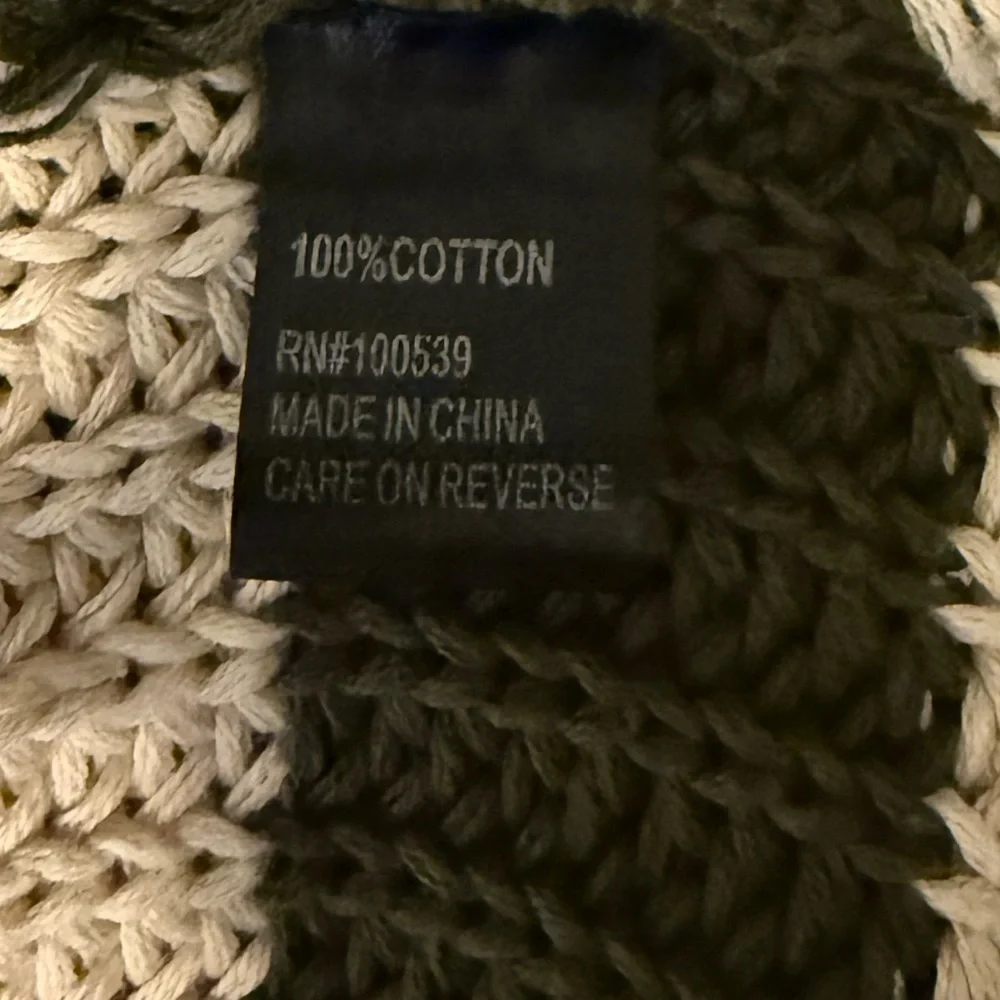 100%COTTON
RN#100539
MADE IN CHINA
CARE ON REVERSE